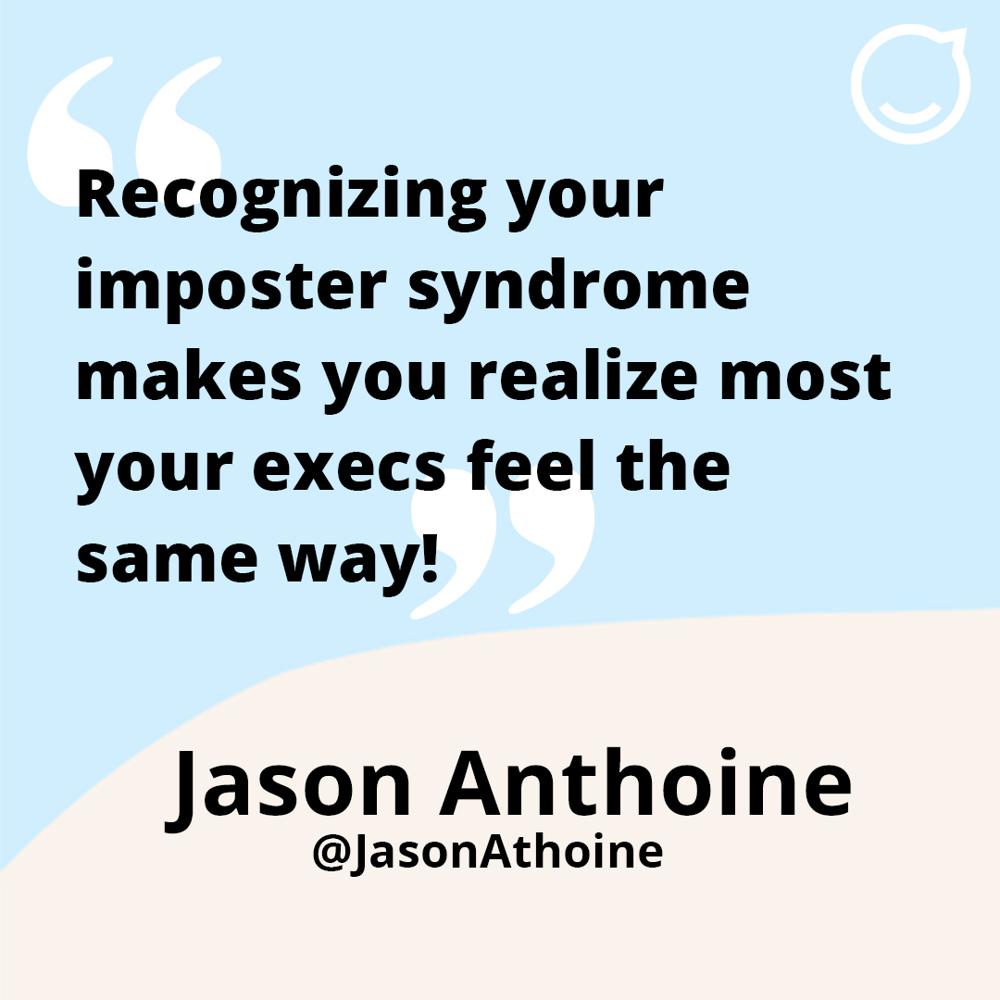 Recognizing your
imposter syndrome
makes you realize most
your execs feel the
same way!
Jason Anthoine
@JasonAthoine